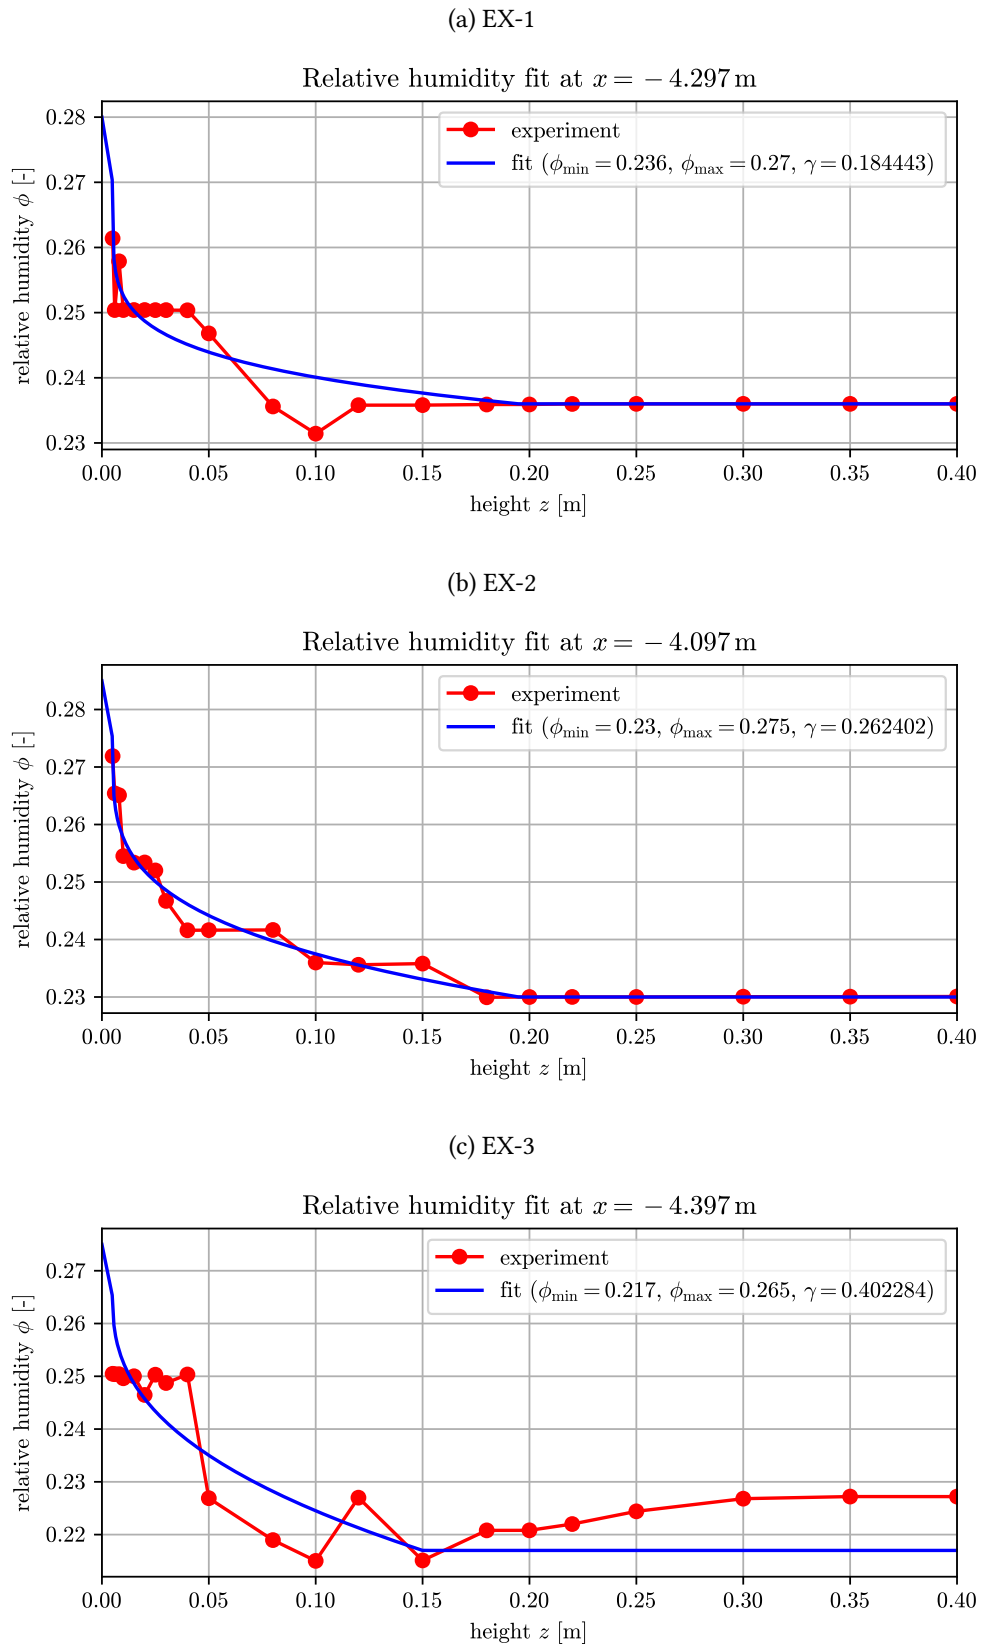 (a) EX-1
Relative humidity fit at x = − 4.297 m
experiment
fit (ϕmin = 0.236, ϕmax = 0.27, γ = 0.184443)
relative humidity ϕ [-]
0.28
0.27
0.26
0.25
0.24
0.23
0.00 0.05 0.10 0.15 0.20 0.25 0.30 0.35 0.40
height z [m]
(b) EX-2
Relative humidity fit at x = − 4.097 m
experiment
fit (ϕmin = 0.23, ϕmax = 0.275, γ = 0.262402)
relative humidity ϕ [-]
0.28
0.27
0.26
0.25
0.24
0.23
0.00 0.05 0.10 0.15 0.20 0.25 0.30 0.35 0.40
height z [m]
(c) EX-3
Relative humidity fit at x = − 4.397 m
experiment
fit (ϕmin = 0.217, ϕmax = 0.265, γ = 0.402284)
relative humidity ϕ [-]
0.27
0.26
0.25
0.24
0.23
0.22
0.00 0.05 0.10 0.15 0.20 0.25 0.30 0.35 0.40
height z [m]